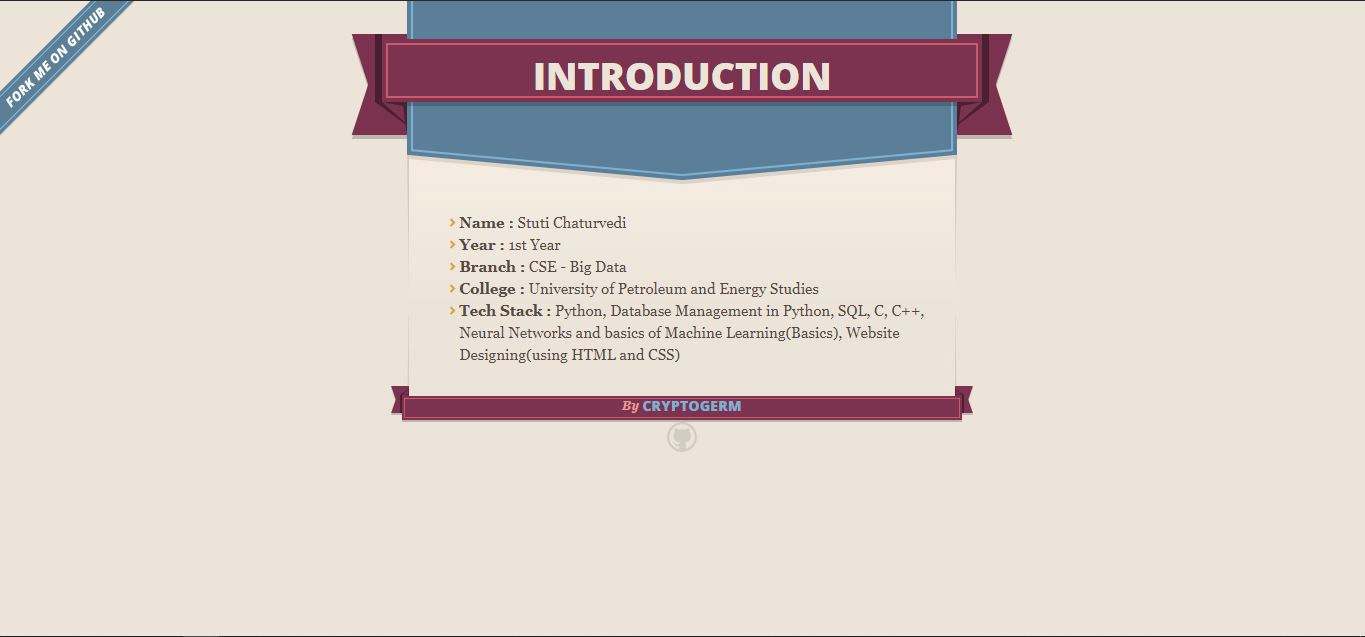 FORK ME ON GITHUB
INTRODUCTION
Name : Stuti Chaturvedi
Year : 1st Year
Branch : CSE - Big Data
College : University of Petroleum and Energy Studies
Tech Stack : Python, Database Management in Python, SQL, C, C++,
Neural Networks and basics of Machine Learning(Basics), Website
Designing(using HTML and CSS)
By CRYPTOGERM